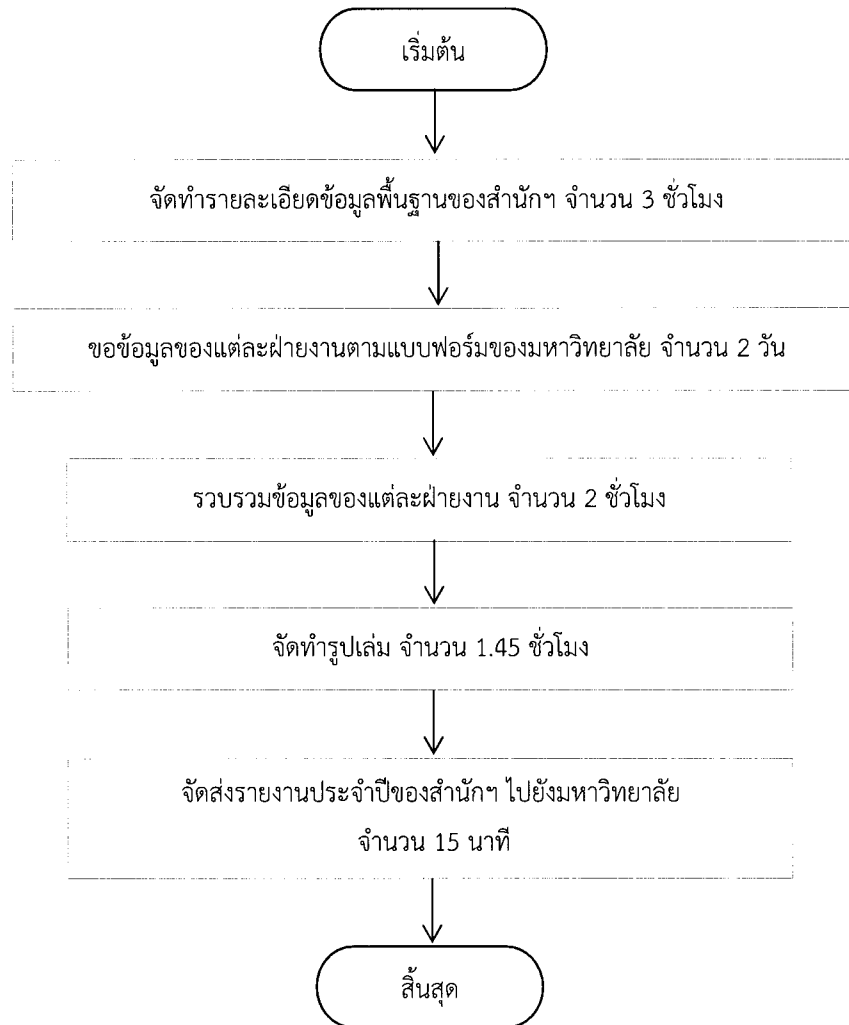 เริ่มต้น
จัดทำรายละเอียดข้อมูลพื้นฐานของสำนักฯ จำนวน 3 ชั่วโมง
ขอข้อมูลของแต่ละฝ่ายงานตามแบบฟอร์มของมหาวิทยาลัย จำนวน 2 วัน
รวบรวมข้อมูลของแต่ละฝ่ายงาน จำนวน 2 ชั่วโมง
จัดทำรูปเล่ม จำนวน 1.45 ชั่วโมง
จัดส่งรายงานประจำปีของสำนักฯ ไปยังมหาวิทยาลัย
จำนวน 15 นาที
สิ้นสุด